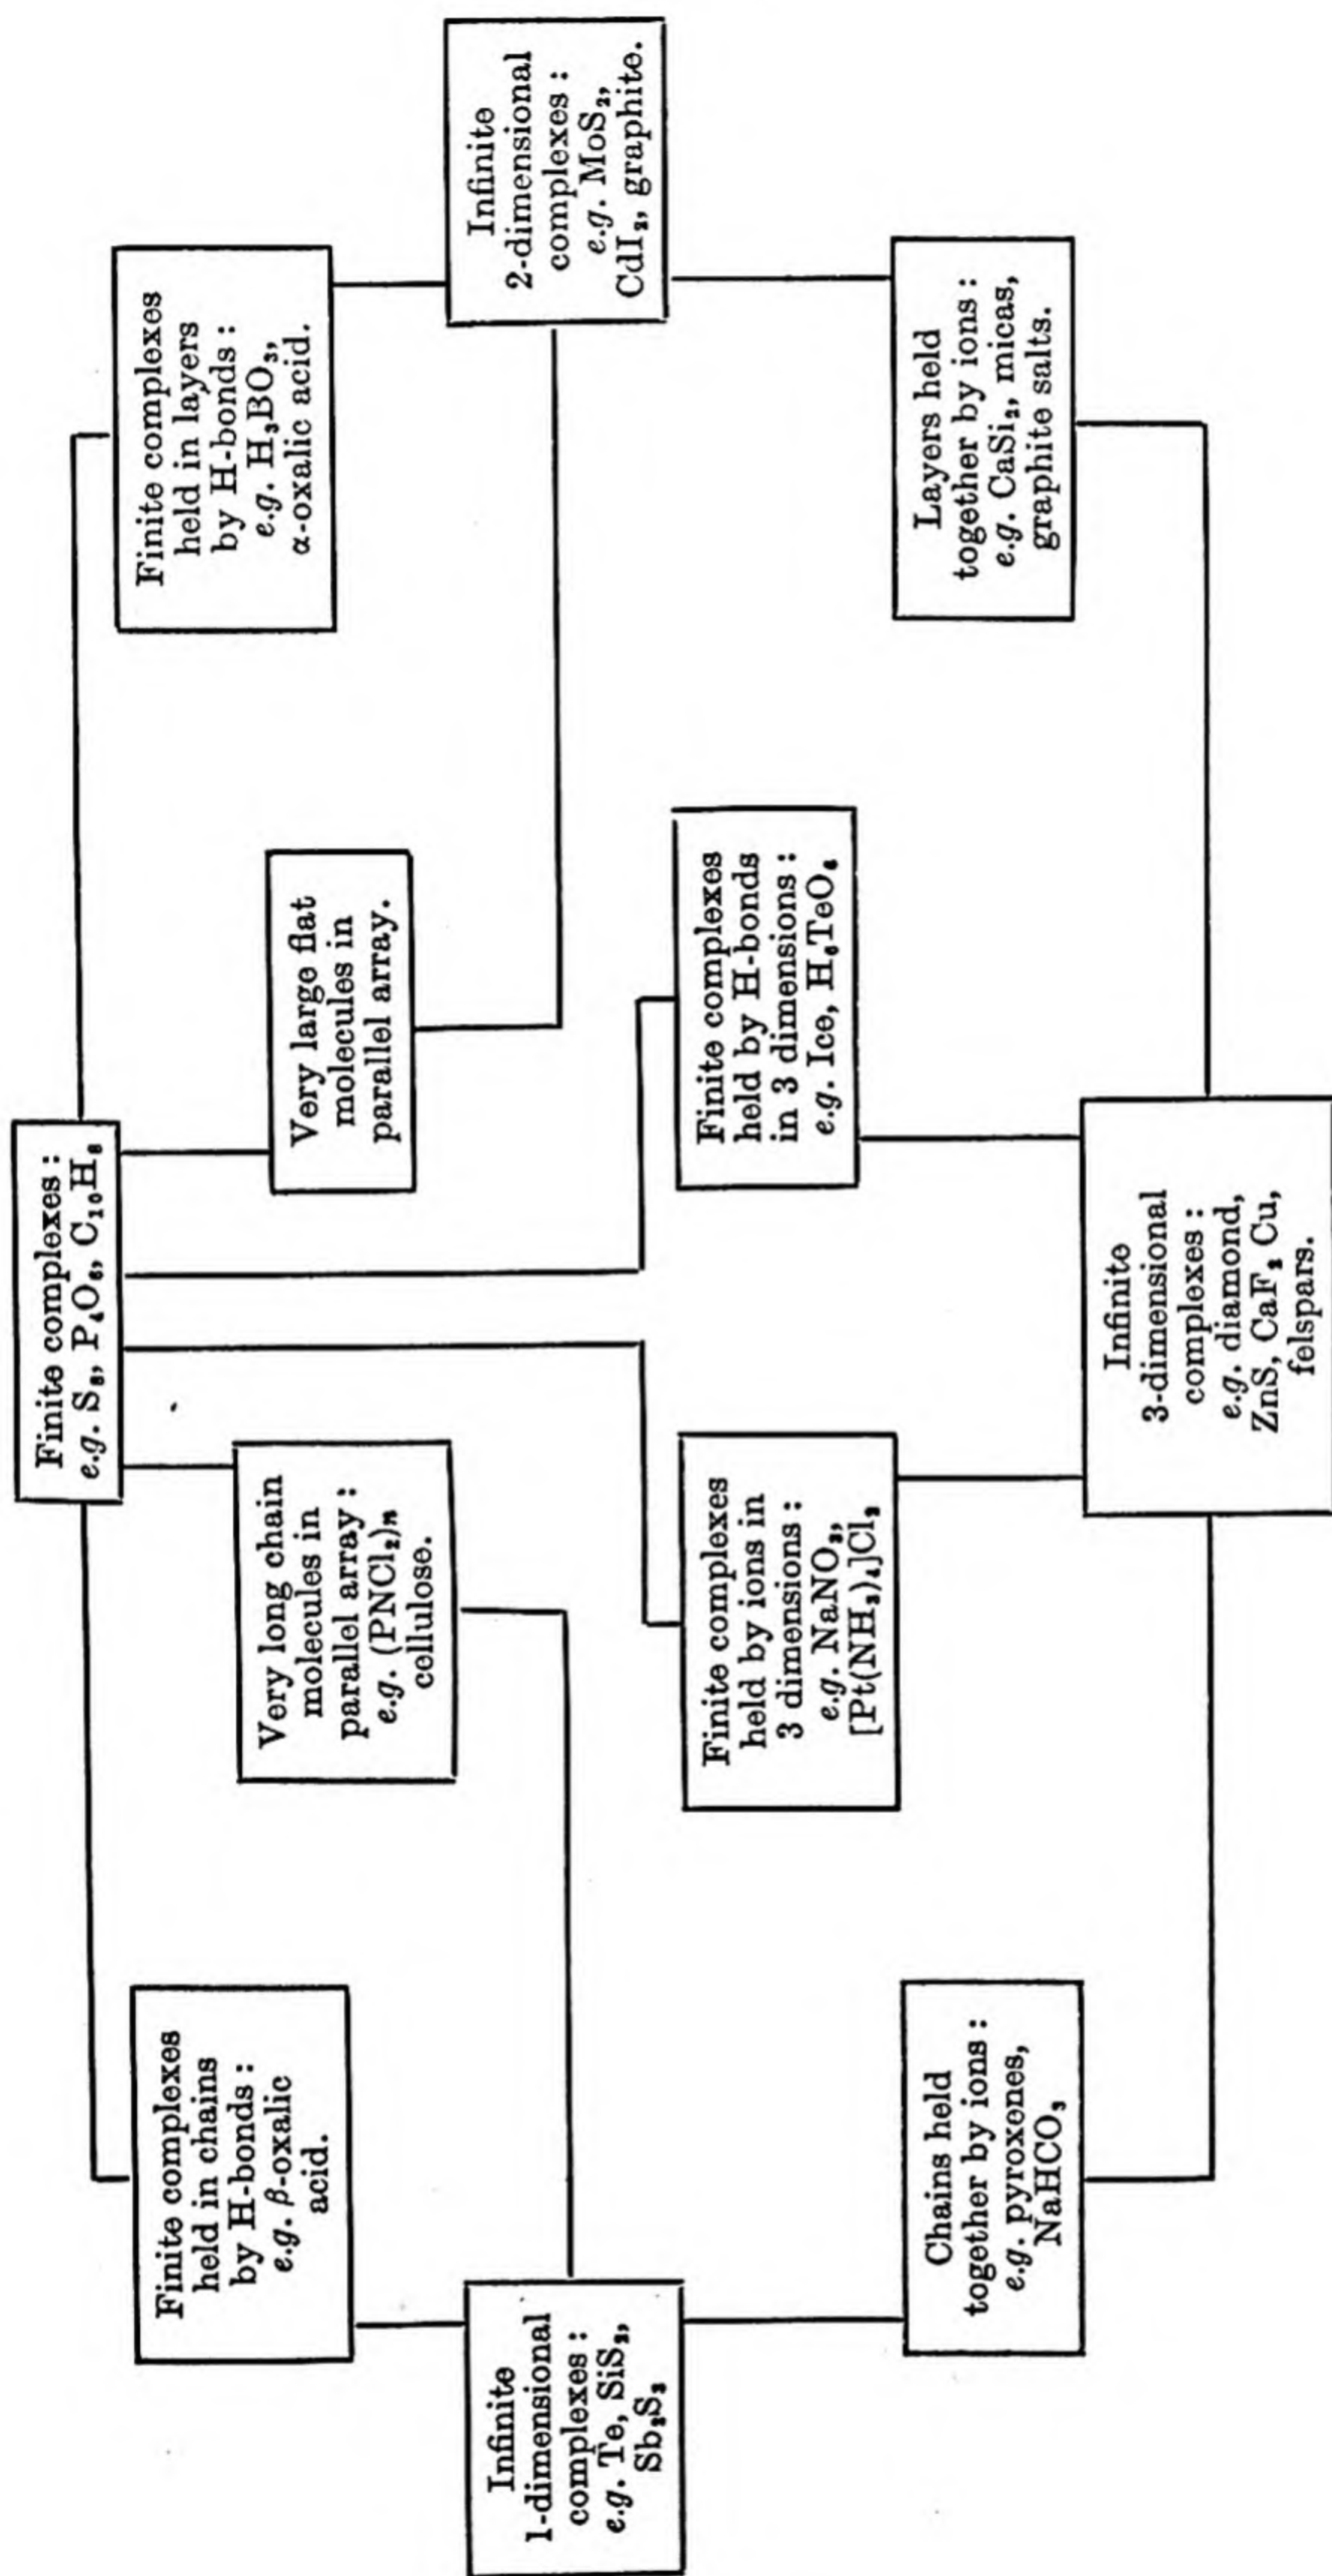 Finite complexes :
e.g. S₈, P₄O₆, C₁₀H₈
Finite complexes
held in chains
by H-bonds :
e.g. β-oxalic
acid.
Finite complexes
held in layers
by H-bonds :
e.g. H₃BO₃,
α-oxalic acid.
Very long chain
molecules in
parallel array :
e.g. (PNCl₂)ₙ
cellulose.
Very large flat
molecules in
parallel array.
Infinite
1-dimensional
complexes :
e.g. Te, SiS₂,
Sb₂S₃
Infinite
2-dimensional
complexes :
e.g. MoS₂,
CdI₂, graphite.
Finite complexes
held by ions in
3 dimensions :
e.g. NaNO₃,
[Pt(NH₃)₄]Cl₂
Finite complexes
held by H-bonds
in 3 dimensions :
e.g. Ice, H₆TeO₆
Chains held
together by ions :
e.g. pyroxenes,
NaHCO₃
Layers held
together by ions :
e.g. CaSi₂, micas,
graphite salts.
Infinite
3-dimensional
complexes :
e.g. diamond,
ZnS, CaF₂ Cu,
felspars.